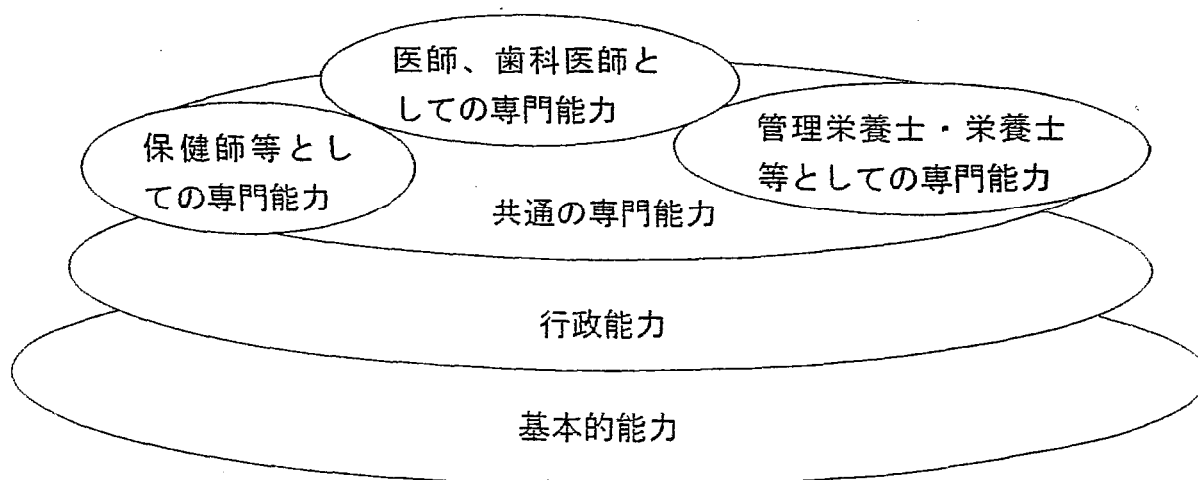 医師、歯科医師と
しての専門能力
保健師等とし
ての専門能力
管理栄養士・栄養士
等としての専門能力
共通の専門能力
行政能力
基本的能力